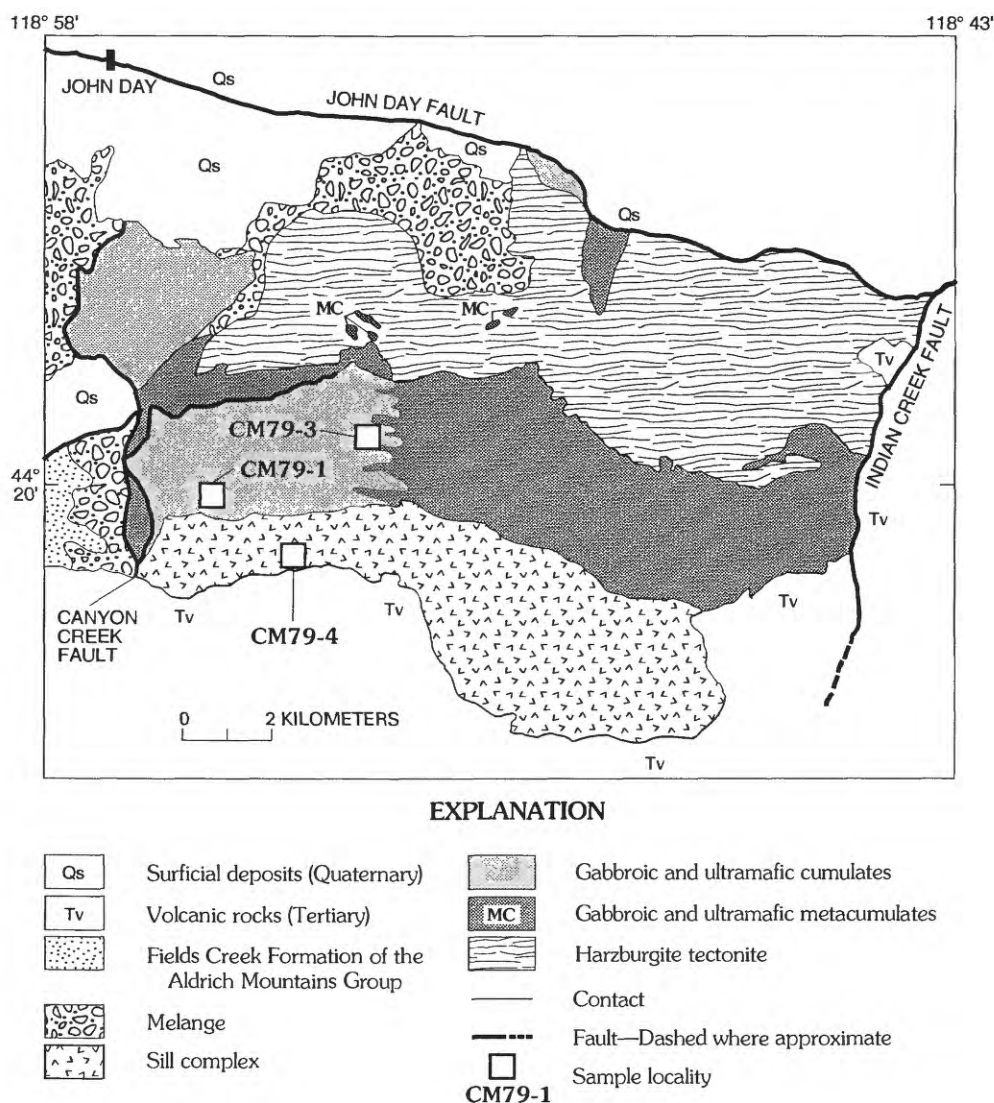 118° 58'
118° 43'
JOHN DAY
Qs
JOHN DAY FAULT
Qs
Qs
Qs
MC
MC
Tv
INDIAN CREEK FAULT
Qs
CM79-3
CM79-1
44°
20'
Tv
CANYON
CREEK
FAULT
Tv
CM79-4
Tv
Tv
0 2 KILOMETERS
Tv
EXPLANATION
Qs Surficial deposits (Quaternary)
Tv Volcanic rocks (Tertiary)
Fields Creek Formation of the
Aldrich Mountains Group
Melange
Sill complex
Gabbroic and ultramafic cumulates
MC Gabbroic and ultramafic metacumulates
Harzburgite tectonite
Contact
Fault—Dashed where approximate
Sample locality
CM79-1